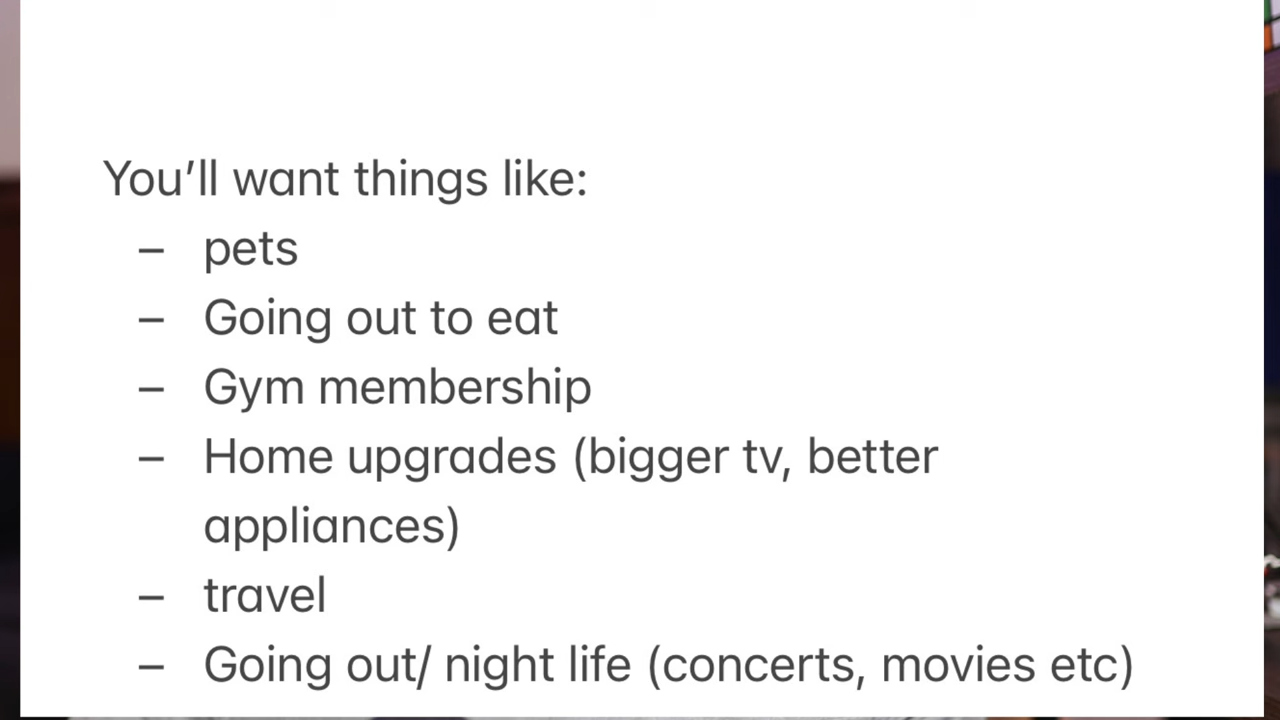 You’ll want things like:
– pets
– Going out to eat
– Gym membership
– Home upgrades (bigger tv, better
appliances)
– travel
– Going out/ night life (concerts, movies etc)